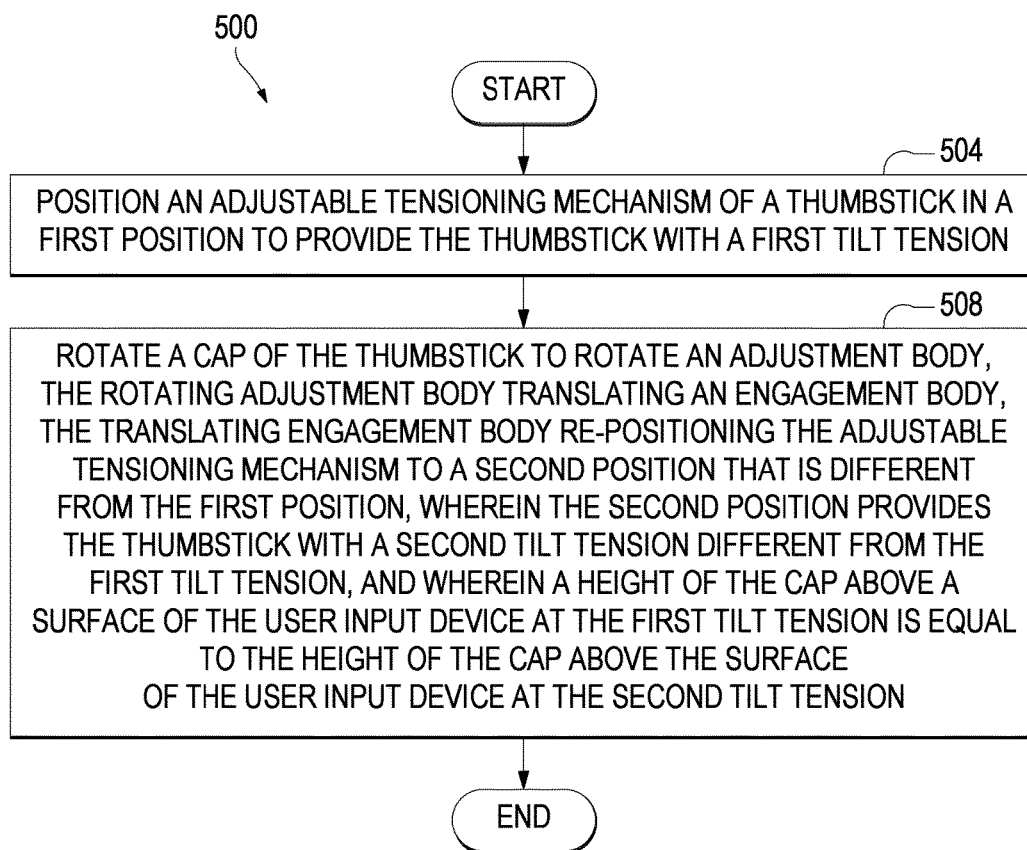 500
START
504
POSITION AN ADJUSTABLE TENSIONING MECHANISM OF A THUMBSTICK IN A
FIRST POSITION TO PROVIDE THE THUMBSTICK WITH A FIRST TILT TENSION
508
ROTATE A CAP OF THE THUMBSTICK TO ROTATE AN ADJUSTMENT BODY,
THE ROTATING ADJUSTMENT BODY TRANSLATING AN ENGAGEMENT BODY,
THE TRANSLATING ENGAGEMENT BODY RE-POSITIONING THE ADJUSTABLE
TENSIONING MECHANISM TO A SECOND POSITION THAT IS DIFFERENT
FROM THE FIRST POSITION, WHEREIN THE SECOND POSITION PROVIDES
THE THUMBSTICK WITH A SECOND TILT TENSION DIFFERENT FROM THE
FIRST TILT TENSION, AND WHEREIN A HEIGHT OF THE CAP ABOVE A
SURFACE OF THE USER INPUT DEVICE AT THE FIRST TILT TENSION IS EQUAL
TO THE HEIGHT OF THE CAP ABOVE THE SURFACE
OF THE USER INPUT DEVICE AT THE SECOND TILT TENSION
END